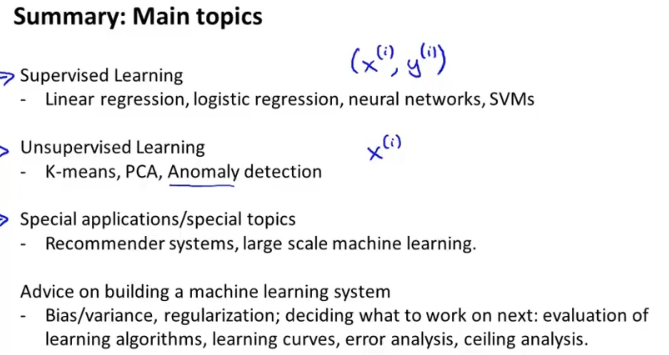 Summary: Main topics
(x^(i), y^(i))
Supervised Learning
- Linear regression, logistic regression, neural networks, SVMs
Unsupervised Learning
x^(i)
- K-means, PCA, Anomaly detection
Special applications/special topics
- Recommender systems, large scale machine learning.
Advice on building a machine learning system
- Bias/variance, regularization; deciding what to work on next: evaluation of
learning algorithms, learning curves, error analysis, ceiling analysis.